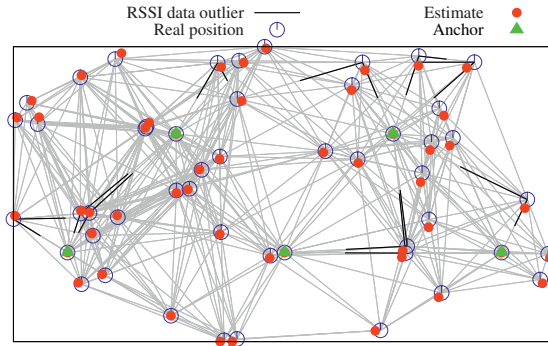 RSSI data outlier
Real position
Estimate
Anchor